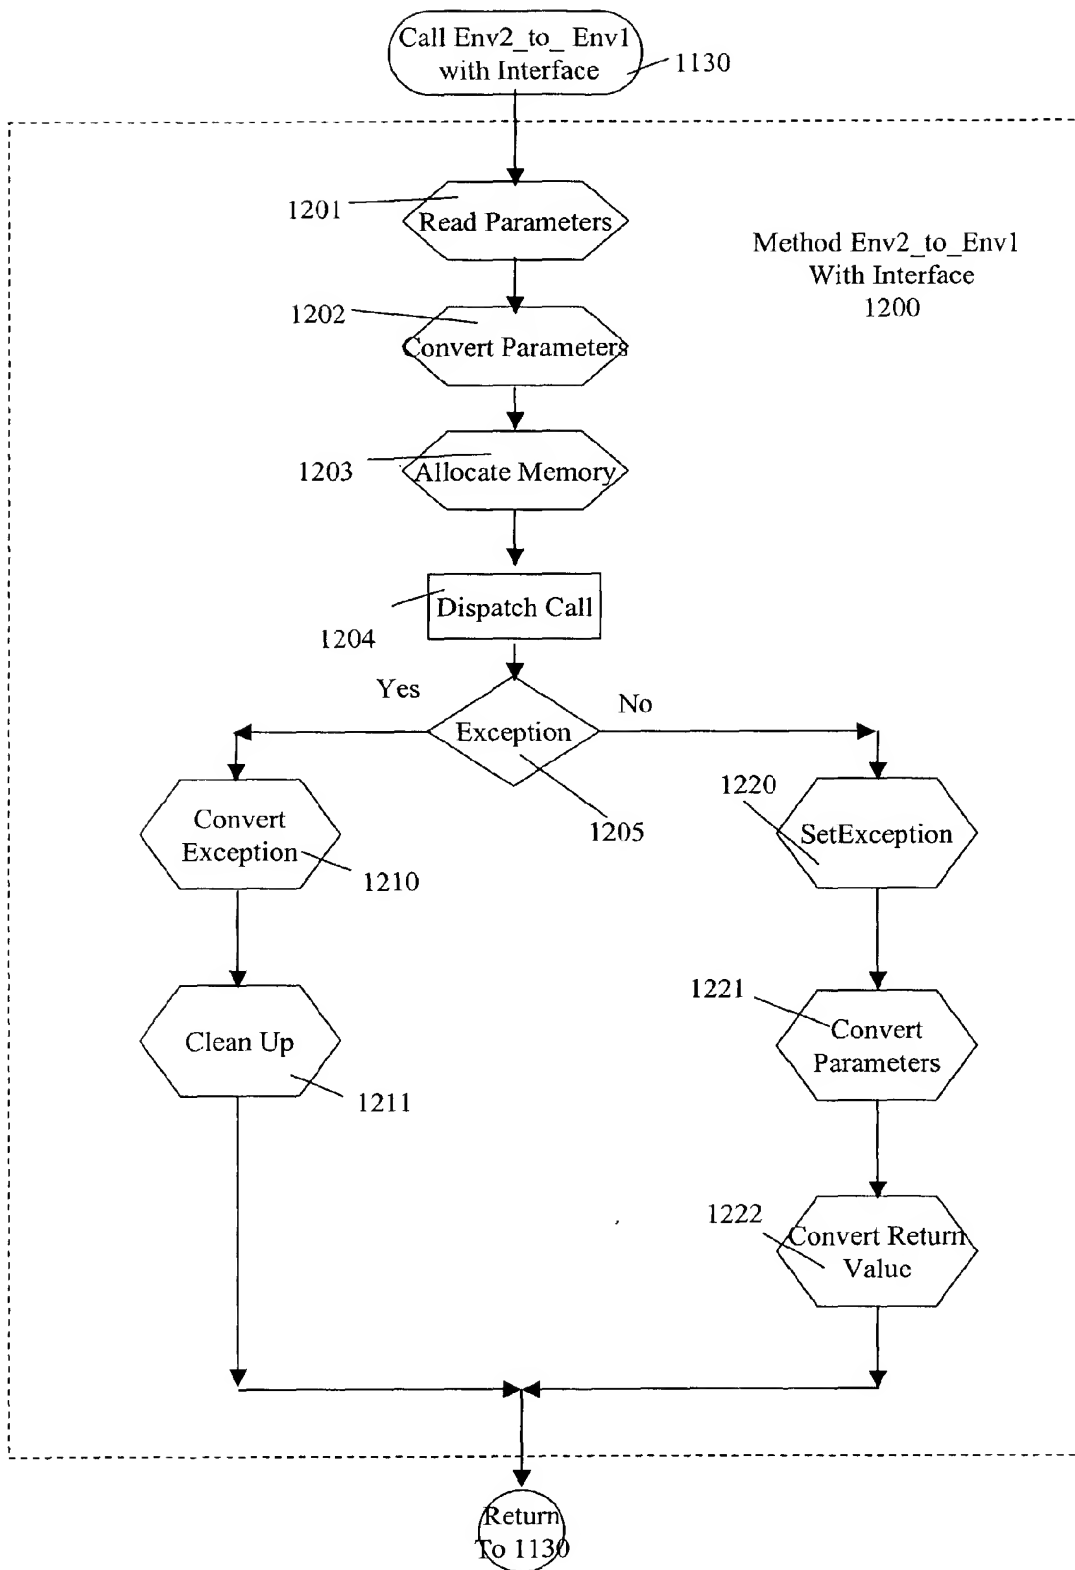 Call Env2_to_ Env1
with Interface
1130
1201
Read Parameters
Method Env2_to_Env1
With Interface
1200
1202
Convert Parameters
1203
Allocate Memory
1204
Dispatch Call
Yes
No
Exception
1205
Convert
Exception
1210
1220
SetException
Clean Up
1211
1221
Convert
Parameters
1222
Convert Return
Value
Return
To 1130